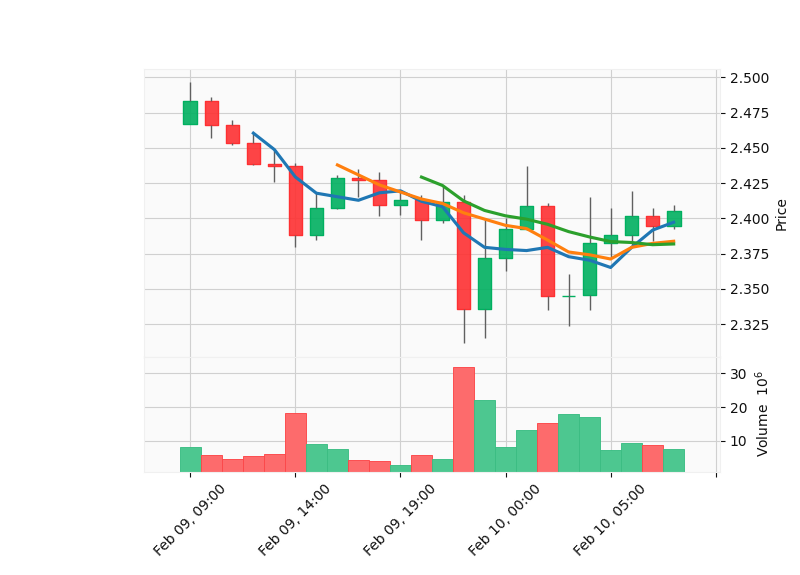 2.500
2.475
2.450
2.425
2.400
2.375
2.350
2.325
Price
30
20
10
Volume 10⁶
Feb 09, 09:00
Feb 09, 14:00
Feb 09, 19:00
Feb 10, 00:00
Feb 10, 05:00